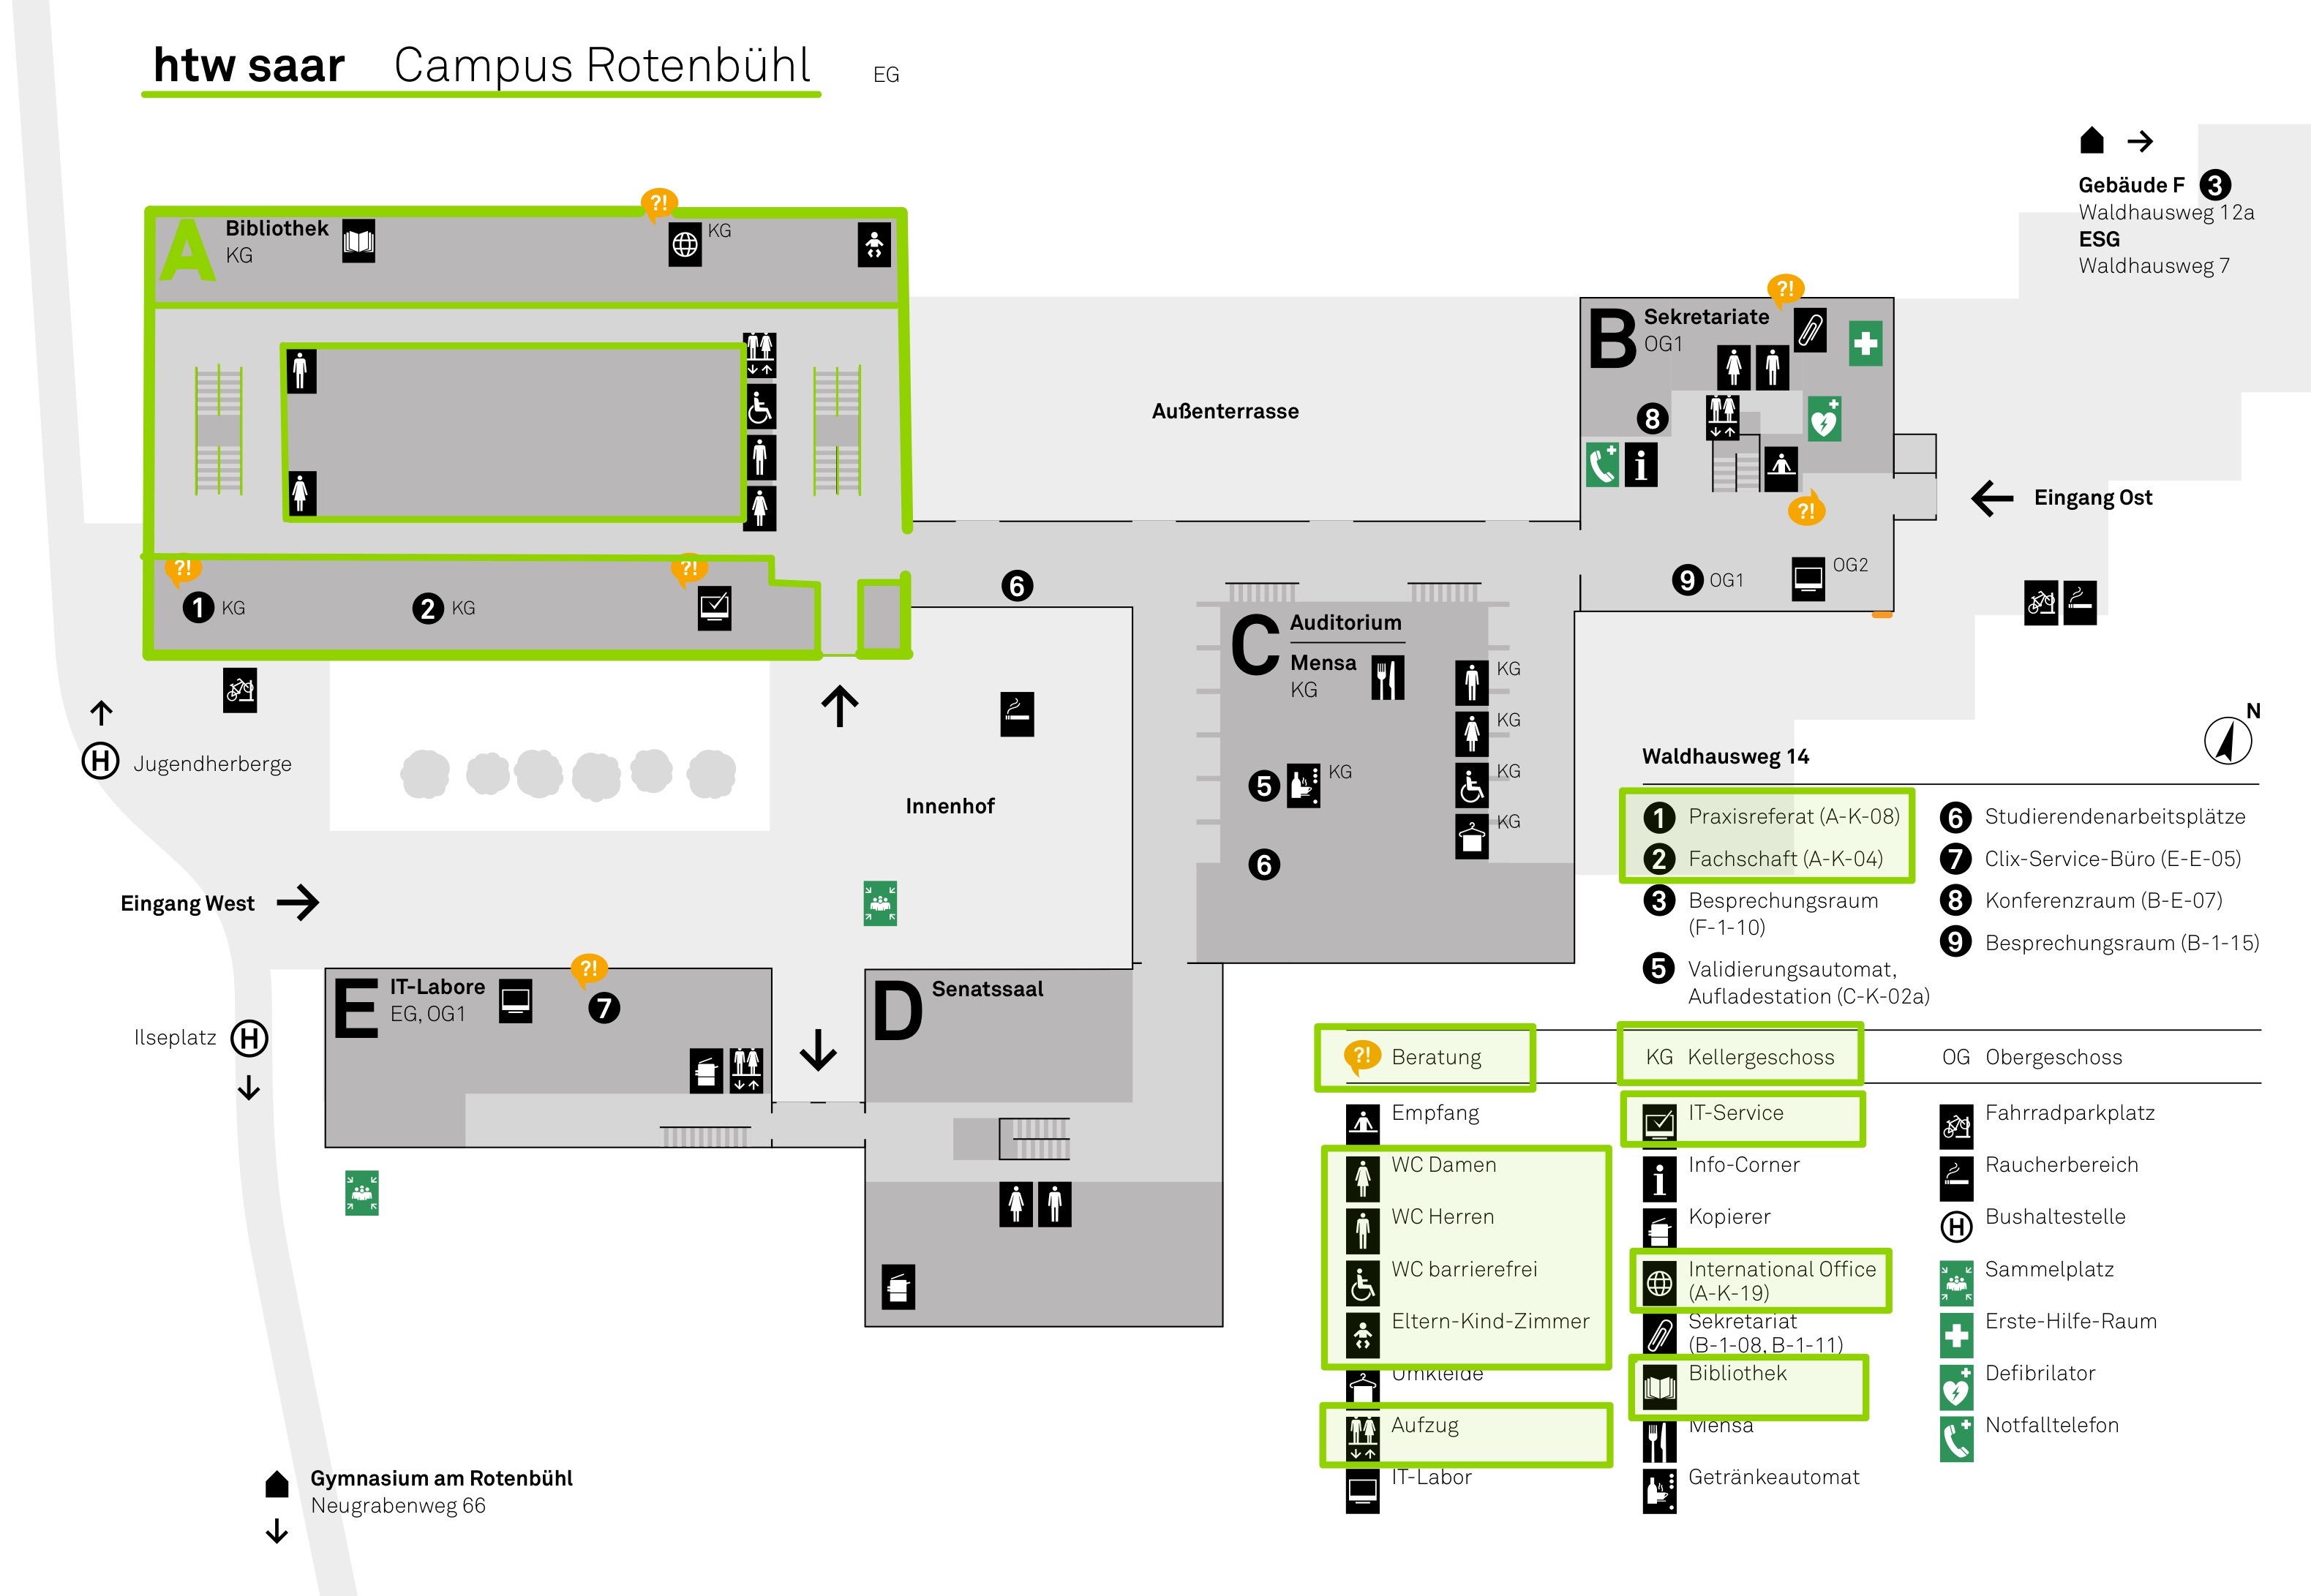 htw saar Campus Rotenbühl EG
Gebäude F 3
Waldhausweg 12a
ESG
Waldhausweg 7
A Bibliothek
KG
?!
KG
?!
1 KG
2 KG
?!
Außenterrasse
B Sekretariate
OG1
?!
8
i
?!
9 OG1
OG2
Eingang Ost
6
C Auditorium
Mensa
KG
KG
KG
KG
KG
5 KG
6
H Jugendherberge
Innenhof
Eingang West
E IT-Labore
EG, OG1
?!
7
D Senatssaal
Ilseplatz H
Gymnasium am Rotenbühl
Neugrabenweg 66
N
Waldhausweg 14
1 Praxisreferat (A-K-08)
2 Fachschaft (A-K-04)
3 Besprechungsraum
(F-1-10)
5 Validierungsautomat,
Aufladestation (C-K-02a)
6 Studierendenarbeitsplätze
7 Clix-Service-Büro (E-E-05)
8 Konferenzraum (B-E-07)
9 Besprechungsraum (B-1-15)
?! Beratung
KG Kellergeschoss
OG Obergeschoss
Empfang
WC Damen
WC Herren
WC barrierefrei
Eltern-Kind-Zimmer
Umkleide
Aufzug
IT-Labor
IT-Service
i Info-Corner
Kopierer
International Office
(A-K-19)
Sekretariat
(B-1-08, B-1-11)
Bibliothek
Mensa
Getränkeautomat
Fahrradparkplatz
Raucherbereich
H Bushaltestelle
Sammelplatz
Erste-Hilfe-Raum
Defibrilator
Notfalltelefon